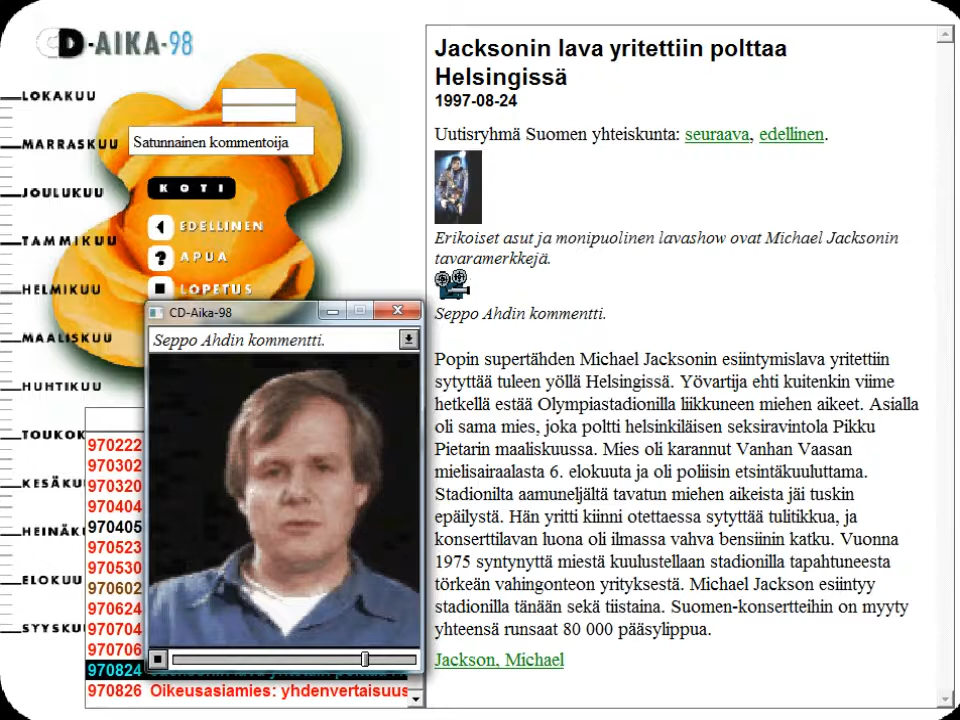 CD-AIKA-98
LOKAKUU
MARRASKUU
JOULUKUU
TAMMIKUU
HELMIKUU
MAALISKUU
HUHTIKUU
TOUKOK
KESÄKU
HEINÄK
ELOKUU
SYYSKU
Satunnainen kommentoija
KOTI
EDELLINEN
? APUA
LOPETUS
CD-Aika-98
Seppo Ahdin kommentti.
970222
970302
970320
970404
970405
970523
970530
970602
970624
970704
970706
970824
970826 Oikeusasiamies: yhdenvertaisuus
Jacksonin lava yritettiin polttaa
Helsingissä
1997-08-24
Uutisryhmä Suomen yhteiskunta: seuraava, edellinen.
Erikoiset asut ja monipuolinen lavashow ovat Michael Jacksonin
tavaramerkkejä.
Seppo Ahdin kommentti.
Popin supertähden Michael Jacksonin esiintymislava yritettiin
sytyttää tuleen yöllä Helsingissä. Yövartija ehti kuitenkin viime
hetkellä estää Olympiastadionilla liikkuneen miehen aikeet. Asialla
oli sama mies, joka poltti helsinkiläisen seksiravintola Pikku
Pietarin maaliskuussa. Mies oli karannut Vanhan Vaasan
mielisairaalasta 6. elokuuta ja oli poliisin etsintäkuuluttama.
Stadionilta aamuneljältä tavatun miehen aikeista jäi tuskin
epäilystä. Hän yritti kiinni otettaessa sytyttää tulitikkua, ja
konserttilavan luona oli ilmassa vahva bensiinin katku. Vuonna
1975 syntynyttä miestä kuulustellaan stadionilla tapahtuneesta
törkeän vahingonteon yrityksestä. Michael Jackson esiintyy
stadionilla tänään sekä tiistaina. Suomen-konsertteihin on myyty
yhteensä runsaat 80 000 pääsylippua.
Jackson, Michael